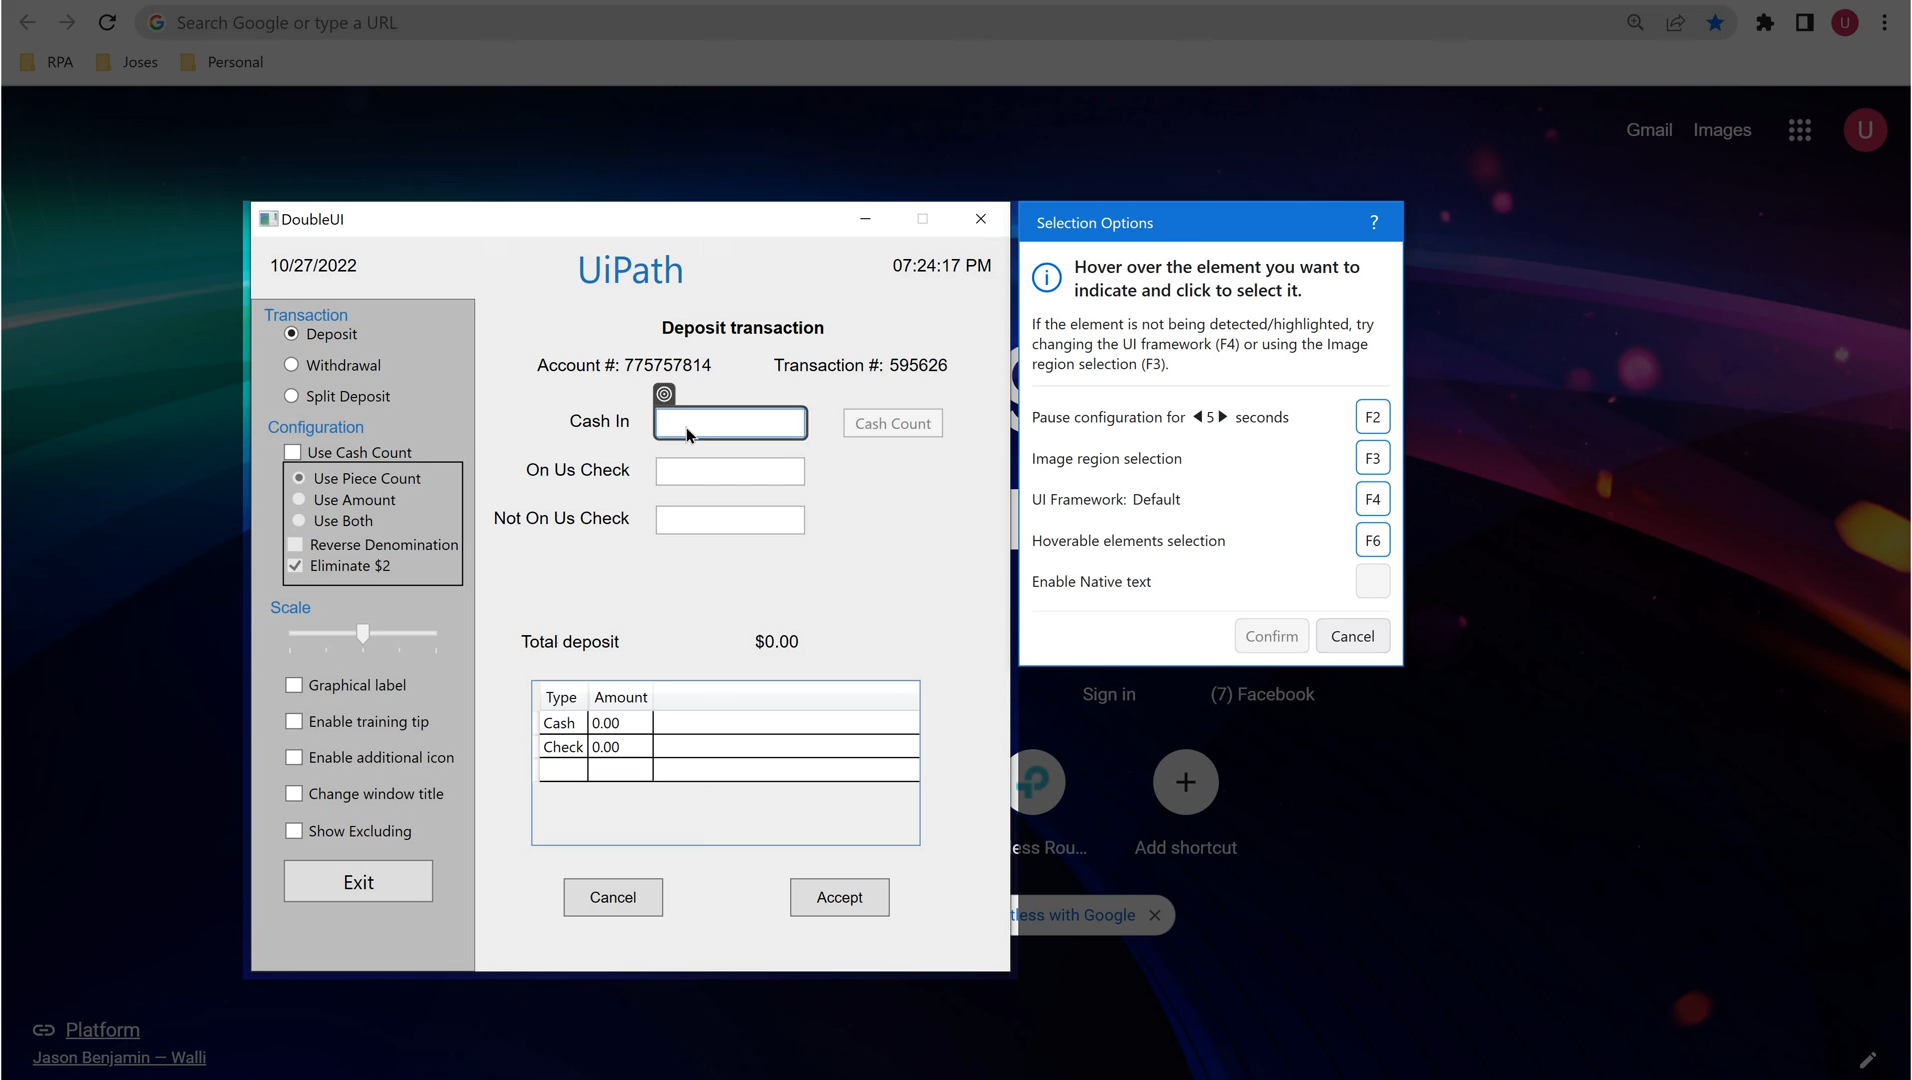 Search Google or type a URL
U
RPA
Joses
Personal
Gmail
Images
U
DoubleUI
10/27/2022
UiPath
07:24:17 PM
Transaction
Deposit
Withdrawal
Split Deposit
Configuration
Use Cash Count
Use Piece Count
Use Amount
Use Both
Reverse Denomination
Eliminate $2
Scale
Graphical label
Enable training tip
Enable additional icon
Change window title
Show Excluding
Exit
Deposit transaction
Account #: 775757814
Transaction #: 595626
Cash In
Cash Count
On Us Check
Not On Us Check
Total deposit
$0.00
Type Amount
Cash 0.00
Check 0.00
Cancel
Accept
Selection Options
?
Hover over the element you want to
indicate and click to select it.
If the element is not being detected/highlighted, try
changing the UI framework (F4) or using the Image
region selection (F3).
Pause configuration for 5 seconds
F2
Image region selection
F3
UI Framework: Default
F4
Hoverable elements selection
F6
Enable Native text
Confirm
Cancel
Sign in
(7) Facebook
ess Rou...
Add shortcut
tless with Google
Platform
Jason Benjamin — Walli